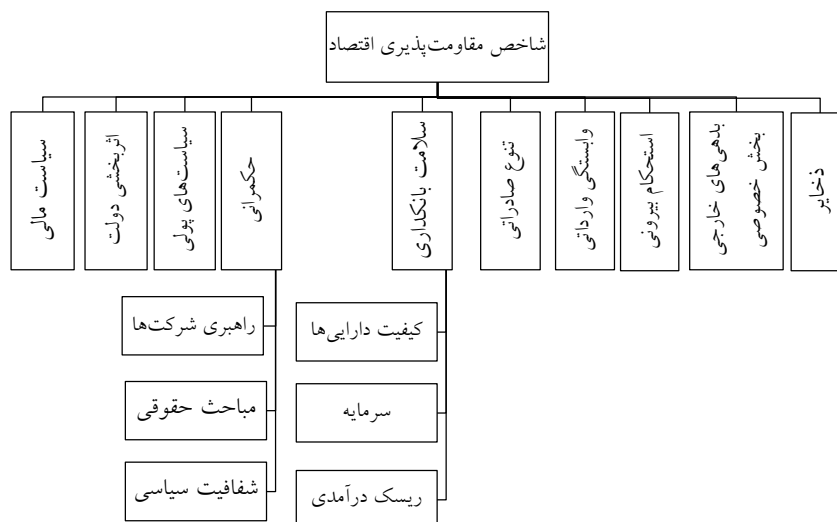 شاخص مقاومت‌پذیری اقتصاد
ذخایر
بدهی‌های خارجی
بخش خصوصی
استحکام بیرونی
وابستگی وارداتی
تنوع صادراتی
سلامت بانکداری
حکمرانی
سیاست‌های پولی
اثربخشی دولت
سیاست مالی
کیفیت دارایی‌ها
سرمایه
ریسک درآمدی
راهبری شرکت‌ها
مباحث حقوقی
شفافیت سیاسی